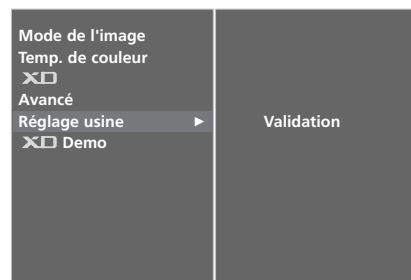 Mode de l'image
Temp. de couleur
XD
Avancé
Réglage usine ►
XD Demo
Validation